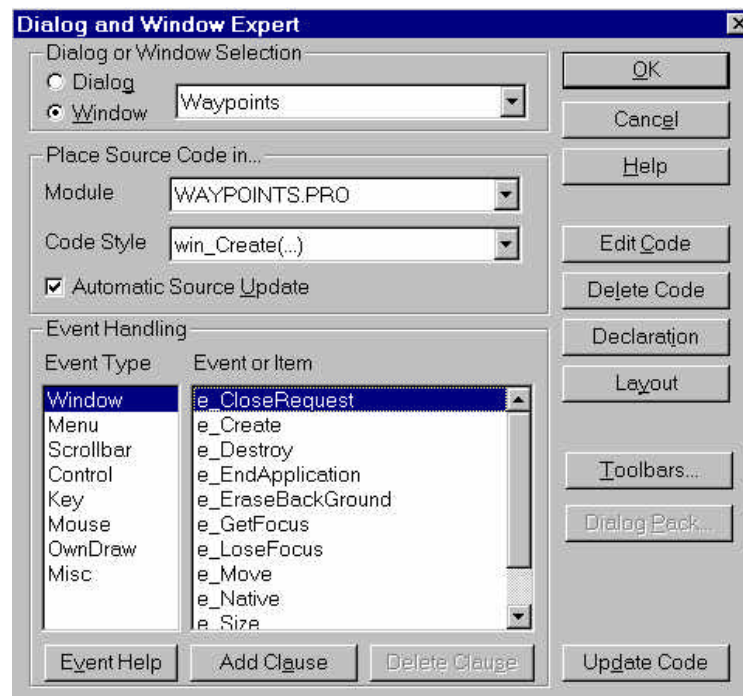 Dialog and Window Expert
Dialog or Window Selection
Dialog
Window
Waypoints
Place Source Code in...
Module
WAYPOINTS.PRO
Code Style
win_Create(...)
Automatic Source Update
Event Handling
Event Type
Event or Item
Window
Menu
Scrollbar
Control
Key
Mouse
OwnDraw
Misc
e_CloseRequest
e_Create
e_Destroy
e_EndApplication
e_EraseBackGround
e_GetFocus
e_LoseFocus
e_Move
e_Native
e_Size
Event Help
Add Clause
Delete Clause
OK
Cancel
Help
Edit Code
Delete Code
Declaration
Layout
Toolbars...
Dialog Pack...
Update Code